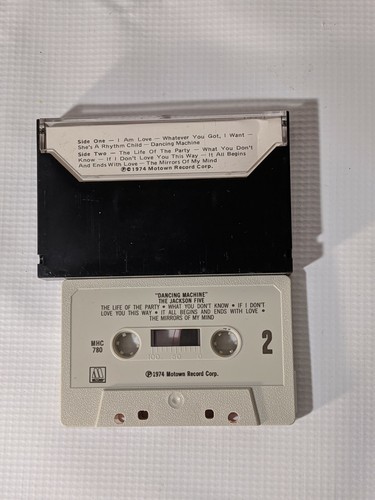 Side One — I Am Love — Whatever You Got, I Want —
She's A Rhythm Child — Dancing Machine
Side Two — The Life Of The Party — What You Don't
Know — If I Don't Love You This Way — It All Begins
And Ends With Love — The Mirrors Of My Mind
℗© 1974 Motown Record Corp.
"DANCING MACHINE"
THE JACKSON FIVE
THE LIFE OF THE PARTY • WHAT YOU DON'T KNOW • IF I DON'T
LOVE YOU THIS WAY • IT ALL BEGINS AND ENDS WITH LOVE •
THE MIRRORS OF MY MIND
MHC
780
100 50 0
2
℗ 1974 Motown Record Corp.